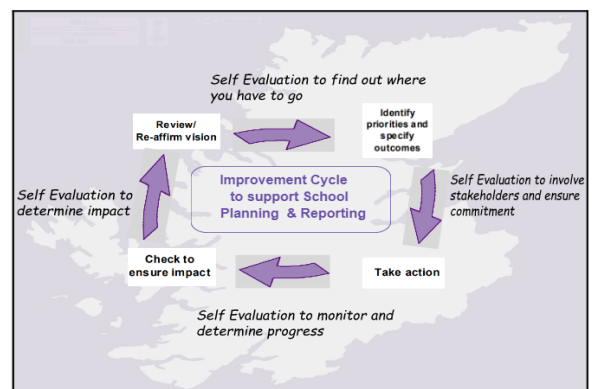 Self Evaluation to find out where
you have to go
Review/
Re-affirm vision
Identify
priorities and
specify
outcomes
Improvement Cycle
to support School
Planning & Reporting
Self Evaluation to
determine impact
Self Evaluation to involve
stakeholders and ensure
commitment
Check to
ensure impact
Take action
Self Evaluation to monitor and
determine progress